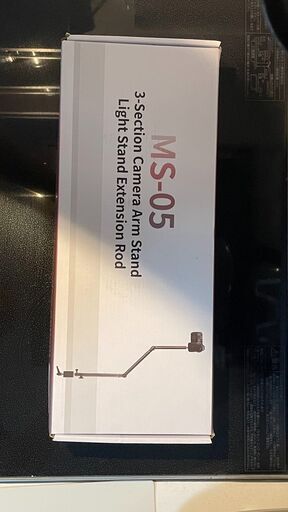 MS-05
3-Section Camera Arm Stand
Light Stand Extension Rod